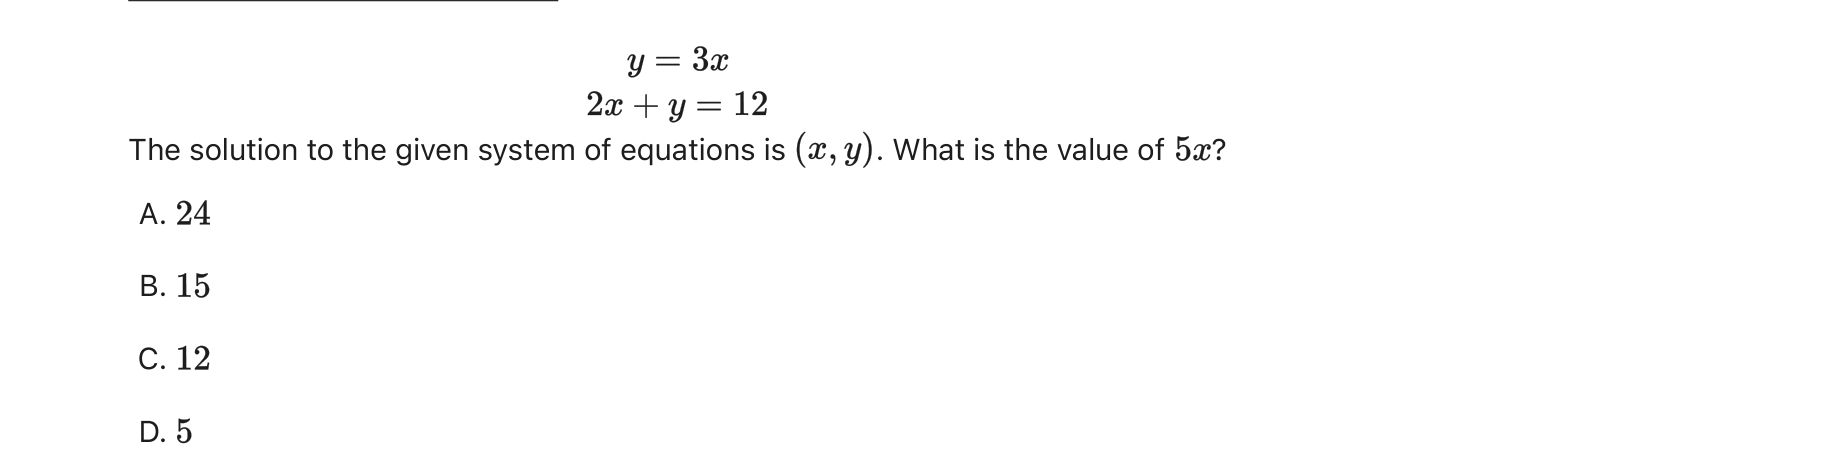 y = 3x
2x + y = 12
The solution to the given system of equations is (x, y). What is the value of 5x?
A. 24
B. 15
C. 12
D. 5